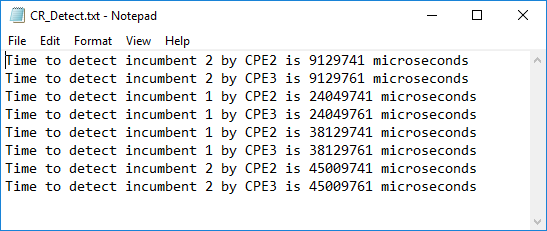 CR_Detect.txt - Notepad
File Edit Format View Help
Time to detect incumbent 2 by CPE2 is 9129741 microseconds
Time to detect incumbent 2 by CPE3 is 9129761 microseconds
Time to detect incumbent 1 by CPE2 is 24049741 microseconds
Time to detect incumbent 1 by CPE3 is 24049761 microseconds
Time to detect incumbent 1 by CPE2 is 38129741 microseconds
Time to detect incumbent 1 by CPE3 is 38129761 microseconds
Time to detect incumbent 2 by CPE2 is 45009741 microseconds
Time to detect incumbent 2 by CPE3 is 45009761 microseconds